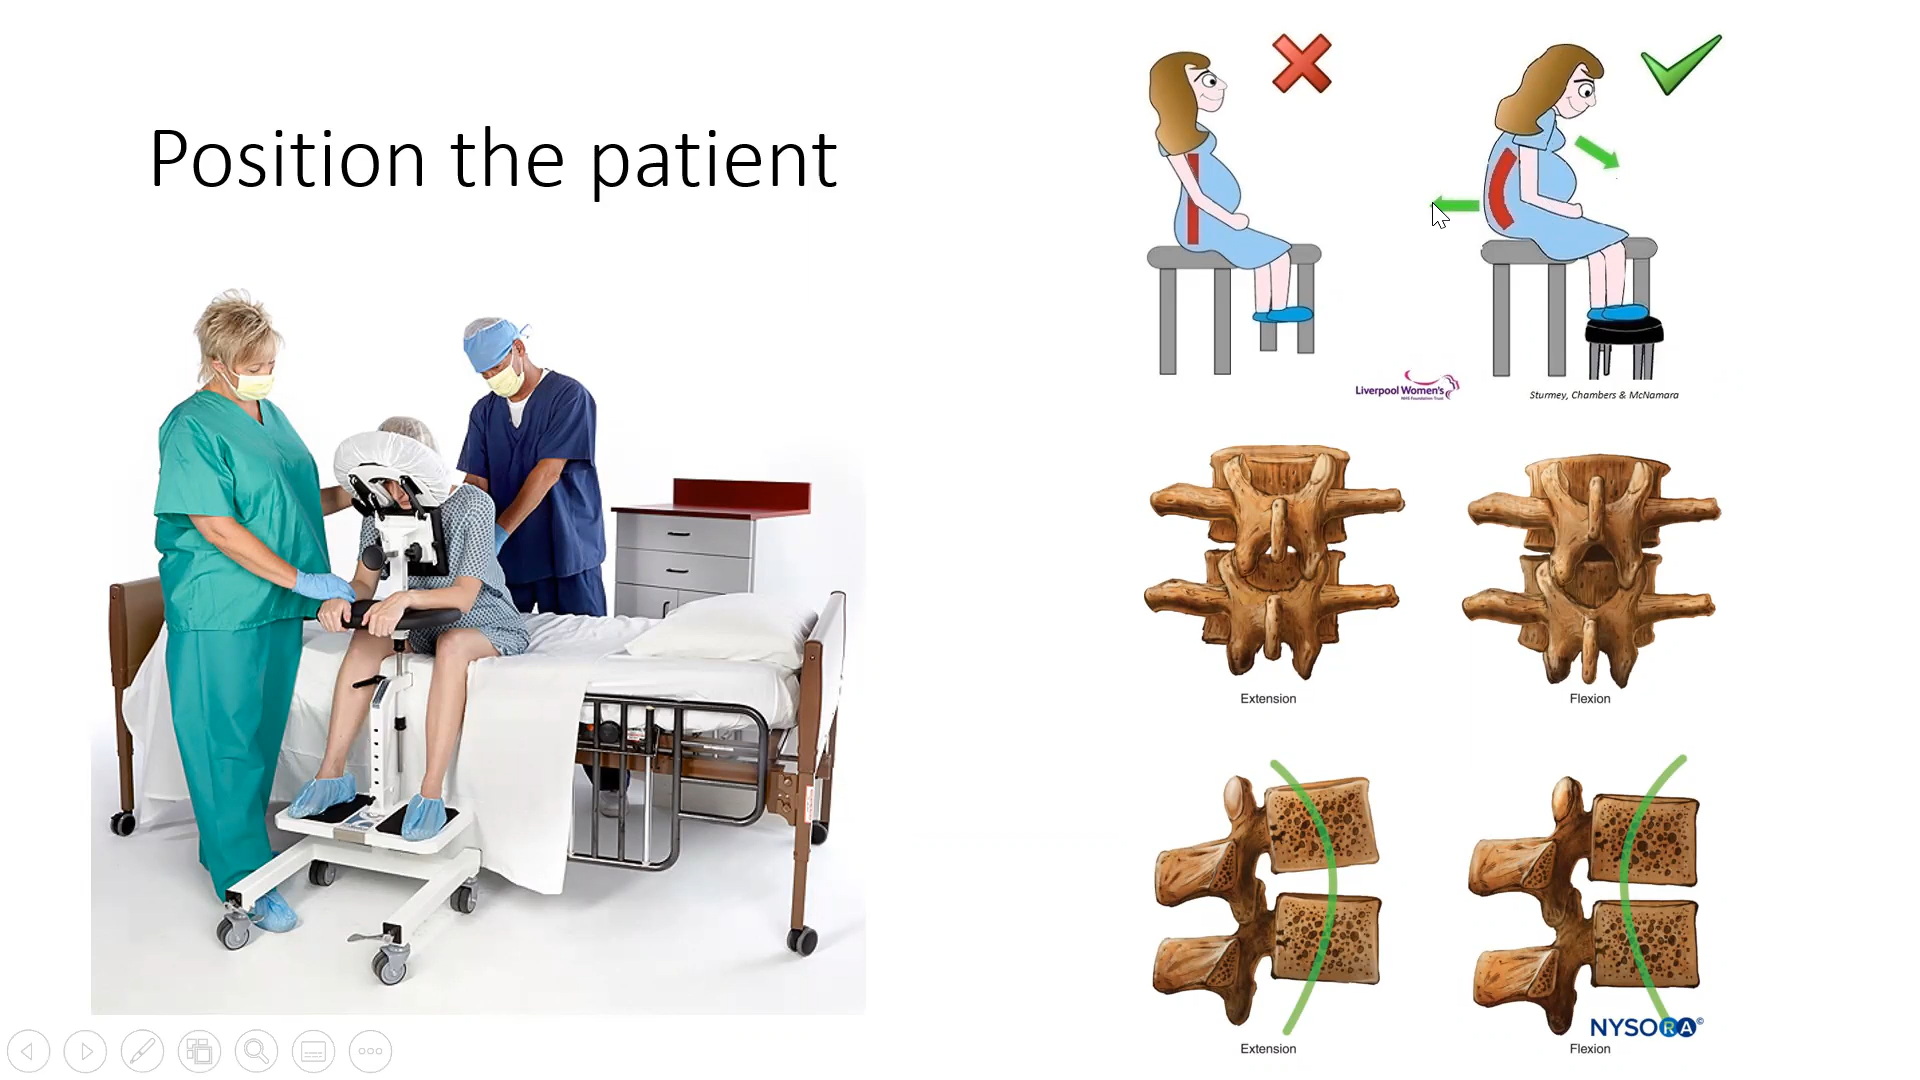 Position the patient
Liverpool Women's
NHS Foundation Trust
Sturmey, Chambers & McNamara
Extension
Flexion
NYSORA©
Extension
Flexion